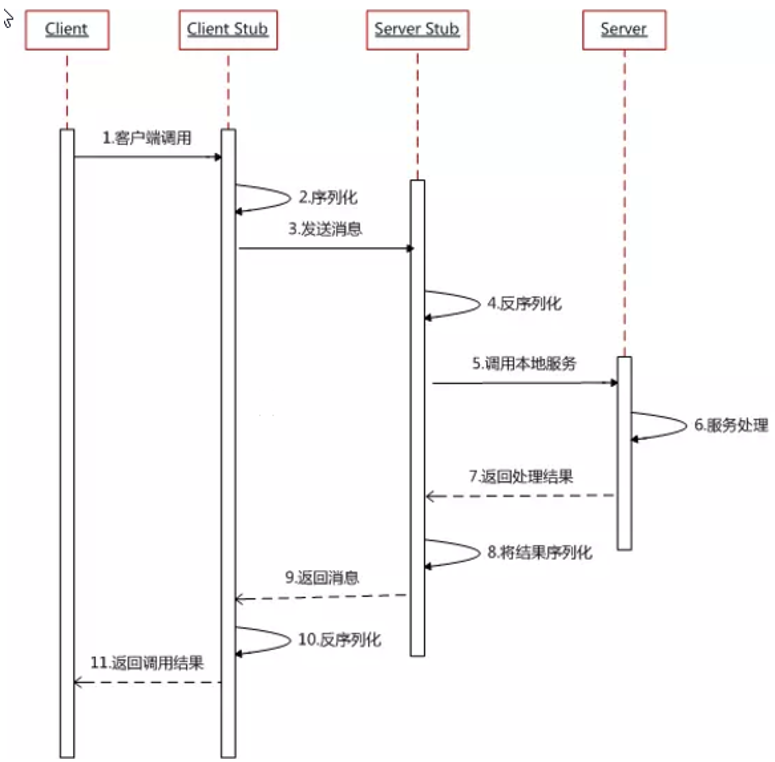 Client
Client Stub
Server Stub
Server
1.客户端调用
2.序列化
3.发送消息
4.反序列化
5.调用本地服务
6.服务处理
7.返回处理结果
8.将结果序列化
9.返回消息
10.反序列化
11.返回调用结果